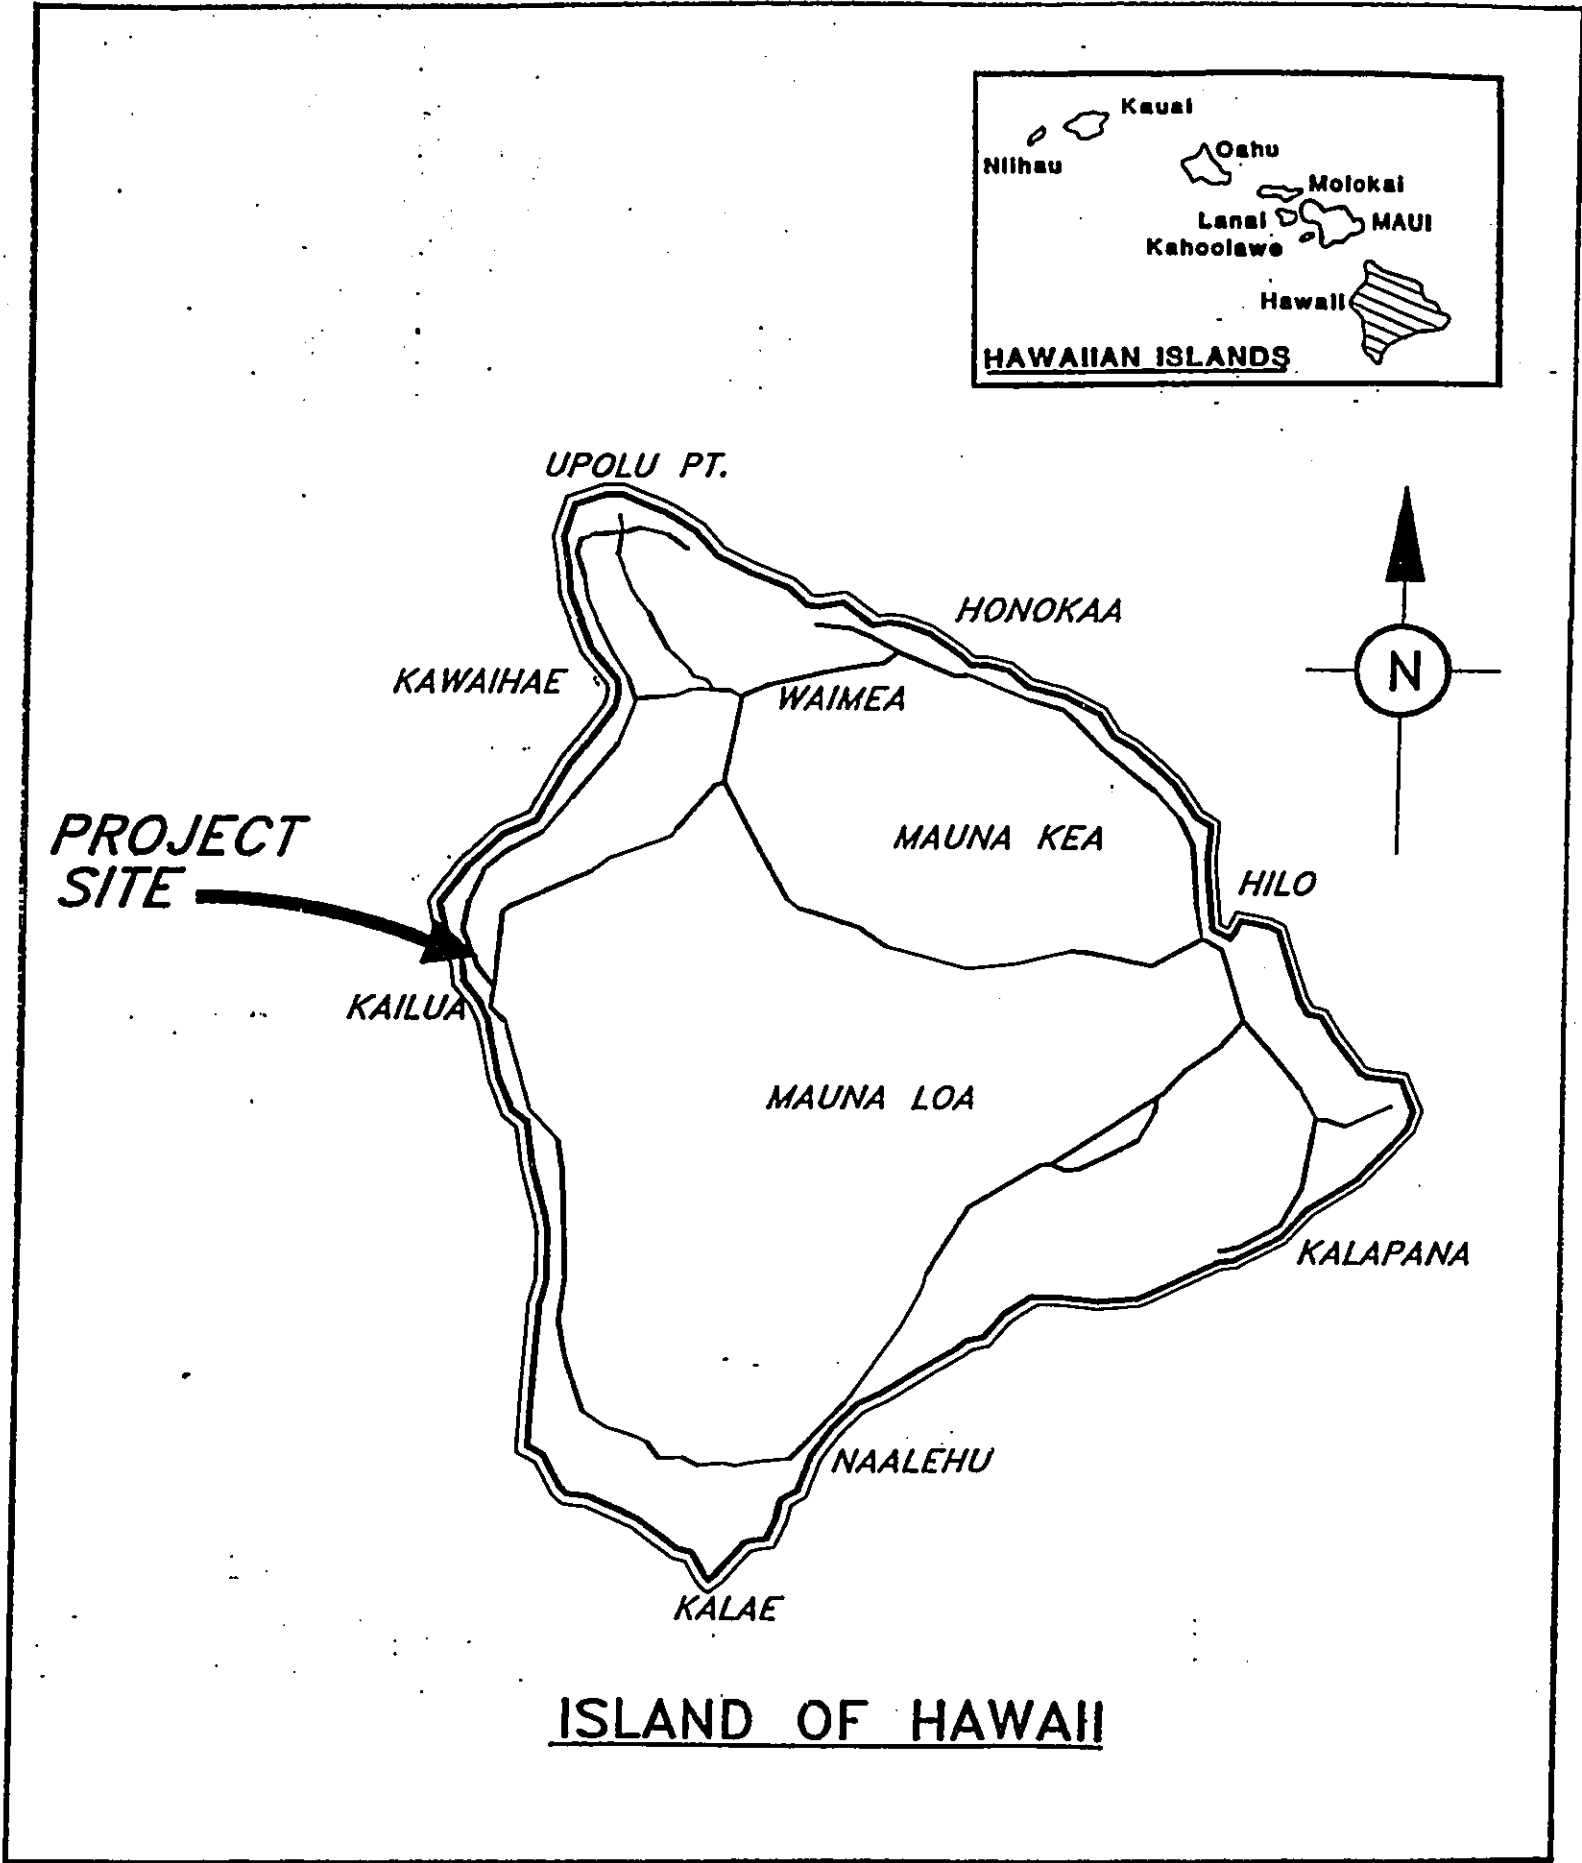 Kauai
Niihau
Oahu
Molokai
Lanai
MAUI
Kahoolawe
Hawaii
HAWAIIAN ISLANDS
UPOLU PT.
HONOKAA
KAWAIHAE
WAIMEA
N
PROJECT
SITE
MAUNA KEA
HILO
KAILUA
MAUNA LOA
KALAPANA
NAALEHU
KALAE
ISLAND OF HAWAII